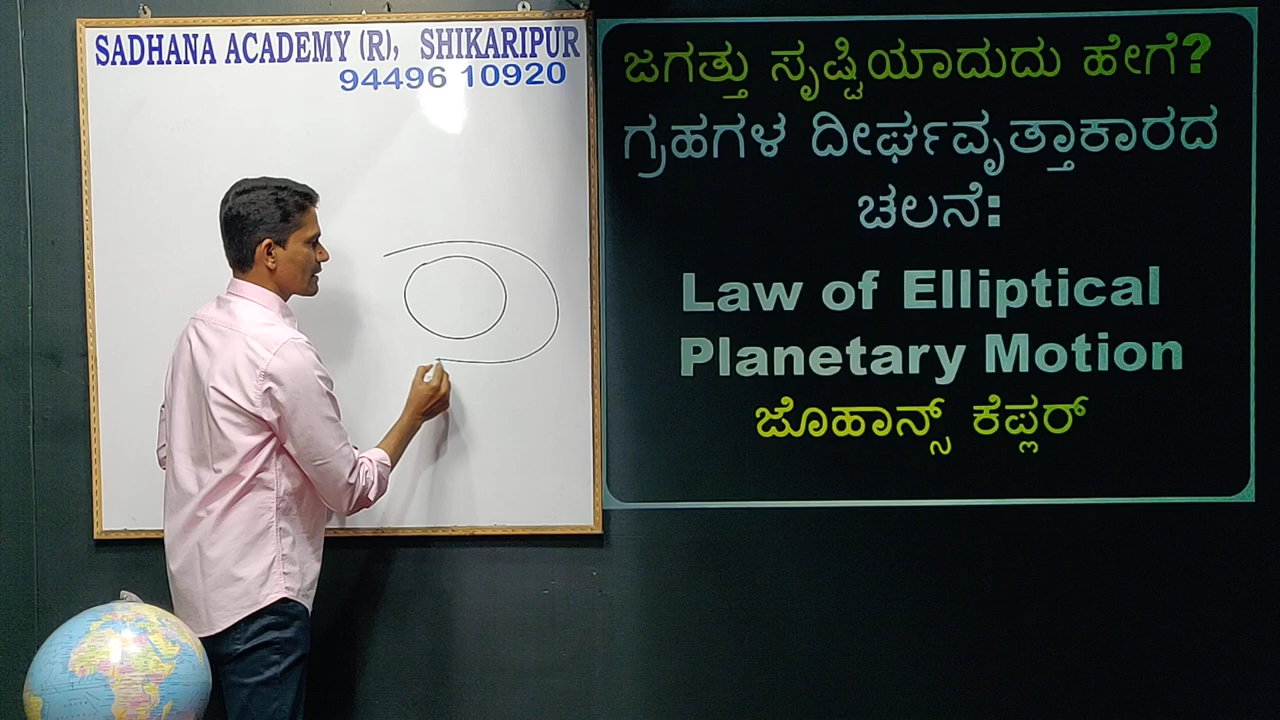 SADHANA ACADEMY (R), SHIKARIPUR
94496 10920
ಜಗತ್ತು ಸೃಷ್ಟಿಯಾದುದು ಹೇಗೆ?
ಗ್ರಹಗಳ ದೀರ್ಘವೃತ್ತಾಕಾರದ
ಚಲನೆ:
Law of Elliptical
Planetary Motion
ಜೊಹಾನ್ಸ್ ಕೆಪ್ಲರ್